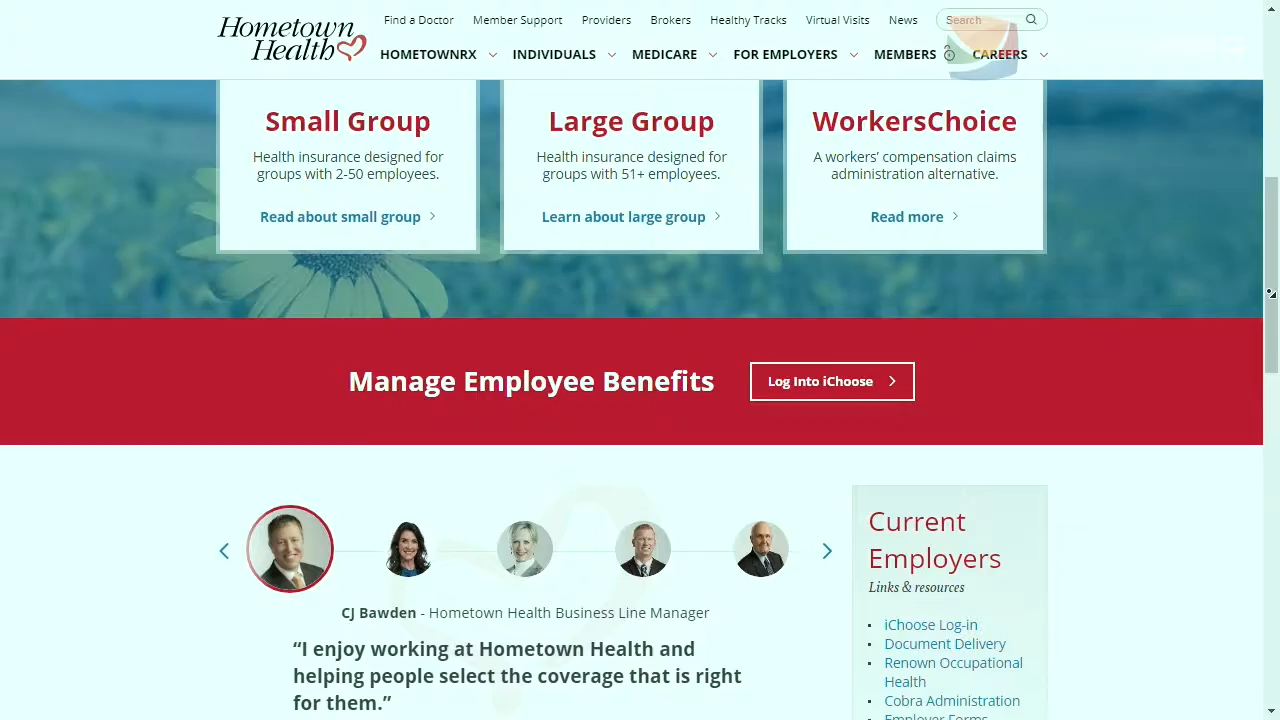 Find a Doctor Member Support Providers Brokers Healthy Tracks Virtual Visits News Search
Hometown
Health
HOMETOWNRX INDIVIDUALS MEDICARE FOR EMPLOYERS MEMBERS CAREERS
Small Group
Health insurance designed for
groups with 2-50 employees.
Read about small group
Large Group
Health insurance designed for
groups with 51+ employees.
Learn about large group
WorkersChoice
A workers’ compensation claims
administration alternative.
Read more
Manage Employee Benefits
Log Into iChoose
CJ Bawden - Hometown Health Business Line Manager
“I enjoy working at Hometown Health and
helping people select the coverage that is right
for them.”
Current
Employers
Links & resources
iChoose Log-in
Document Delivery
Renown Occupational
Health
Cobra Administration
Employer Forms